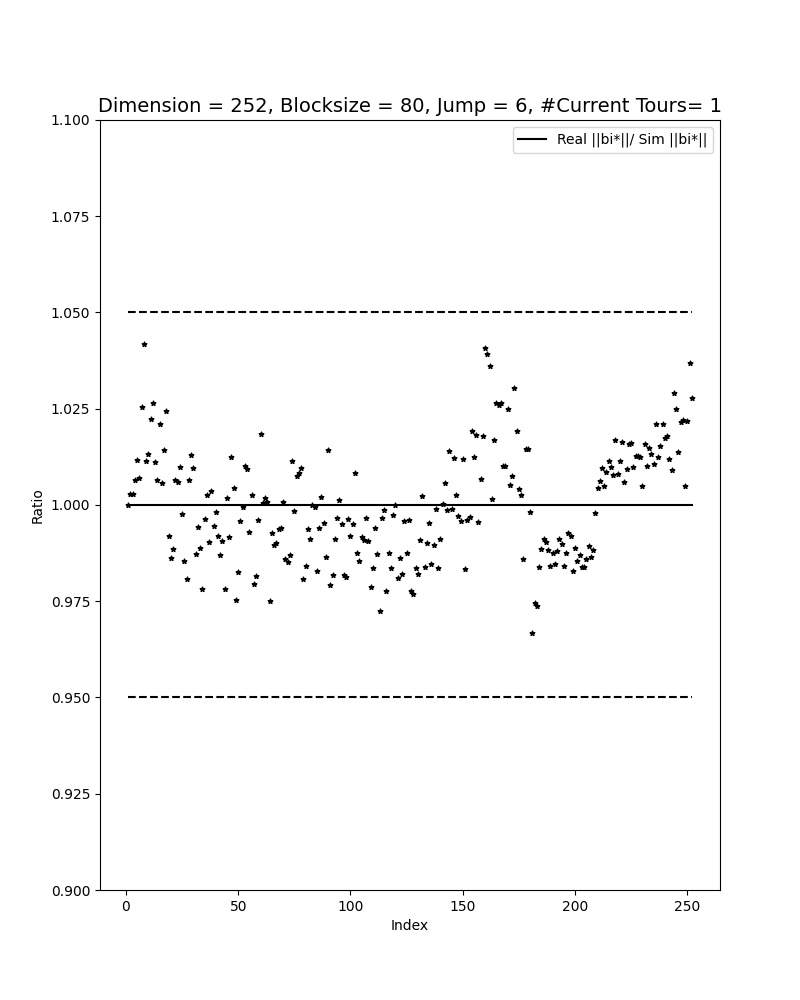 Dimension = 252, Blocksize = 80, Jump = 6, #Current Tours= 1
Real ||bi*||/ Sim ||bi*||
1.100
1.075
1.050
1.025
1.000
0.975
0.950
0.925
0.900
Ratio
0 50 100 150 200 250
Index